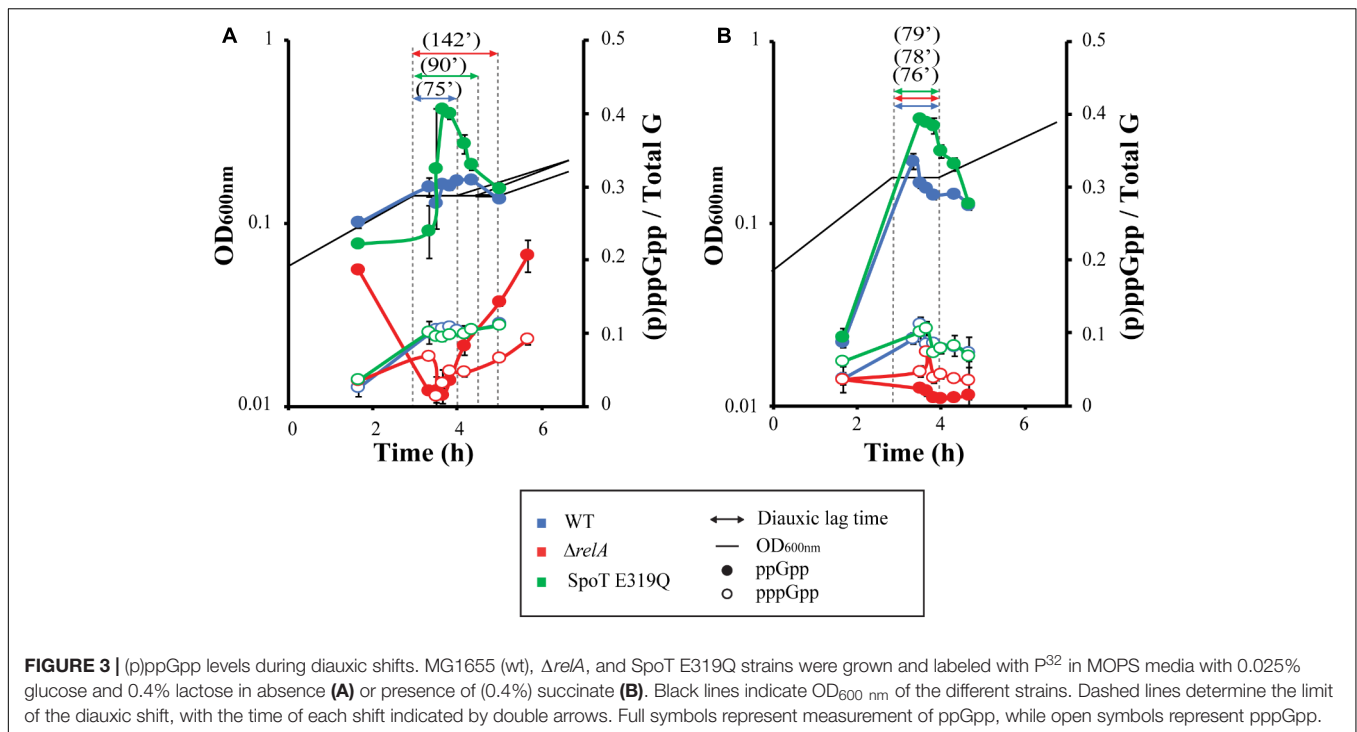 A
B
1
0.5
1
0.5
(142')
(90')
(75')
(79')
(78')
(76')
0.4
0.4
0.3
0.3
0.1
0.1
0.2
0.2
0.1
0.1
0.01
0
0.01
0
OD600nm
(p)ppGpp / Total G
OD600nm
(p)ppGpp / Total G
0 2 4 6
0 2 4 6
Time (h)
Time (h)
WT
ΔrelA
SpoT E319Q
Diauxic lag time
OD600nm
ppGpp
pppGpp
FIGURE 3 | (p)ppGpp levels during diauxic shifts. MG1655 (wt), ΔrelA, and SpoT E319Q strains were grown and labeled with P32 in MOPS media with 0.025%
glucose and 0.4% lactose in absence (A) or presence of (0.4%) succinate (B). Black lines indicate OD600 nm of the different strains. Dashed lines determine the limit
of the diauxic shift, with the time of each shift indicated by double arrows. Full symbols represent measurement of ppGpp, while open symbols represent pppGpp.